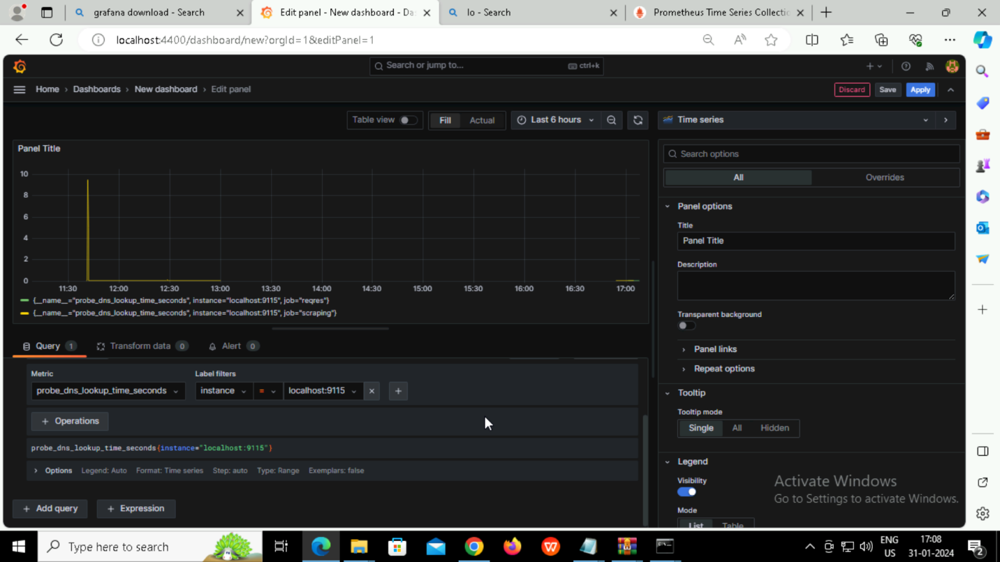 grafana download - Search
Edit panel - New dashboard - Da
lo - Search
Prometheus Time Series Collectio
localhost:4400/dashboard/new?orgId=1&editPanel=1
Search or jump to...
ctrl+k
Home › Dashboards › New dashboard › Edit panel
Discard
Save
Apply
Table view
Fill
Actual
Last 6 hours
Time series
Panel Title
Search options
All
Overrides
10
8
6
4
2
0
11:30 12:00 12:30 13:00 13:30 14:00 14:30 15:00 15:30 16:00 16:30 17:00
{__name__="probe_dns_lookup_time_seconds", instance="localhost:9115", job="reqres"}
{__name__="probe_dns_lookup_time_seconds", instance="localhost:9115", job="scraping"}
Panel options
Title
Panel Title
Description
Transparent background
Panel links
Repeat options
Query 1
Transform data 0
Alert 0
Metric
Label filters
probe_dns_lookup_time_seconds
instance
=
localhost:9115
+ Operations
probe_dns_lookup_time_seconds{instance="localhost:9115"}
Options Legend: Auto Format: Time series Step: auto Type: Range Exemplars: false
+ Add query
+ Expression
Tooltip
Tooltip mode
Single
All
Hidden
Legend
Visibility
Mode
List
Table
Activate Windows
Go to Settings to activate Windows.
Type here to search
ENG
US
17:08
31-01-2024
2